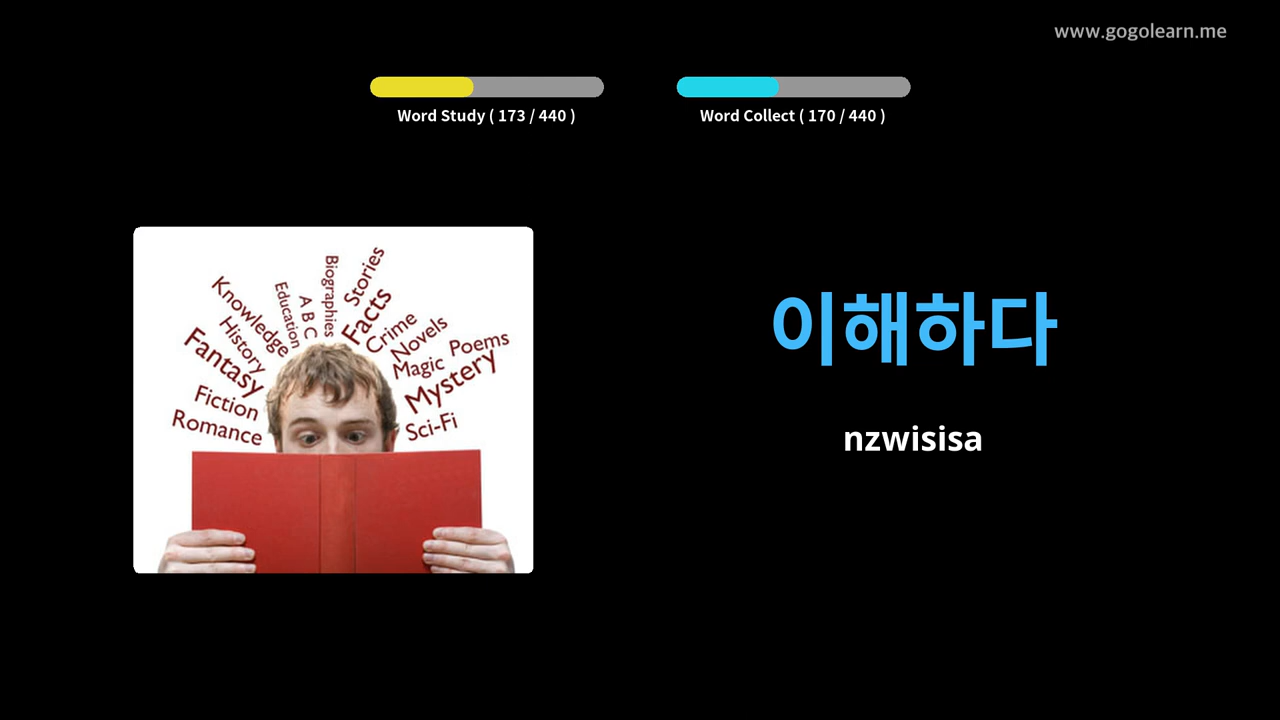 www.gogolearn.me
Word Study ( 173 / 440 )
Word Collect ( 170 / 440 )
Stories
Biographies
Facts
A B C
Education
Knowledge
Crime
History
Novels
Poems
Fantasy
Magic
Mystery
Fiction
Romance
Sci-Fi
이해하다
nzwisisa